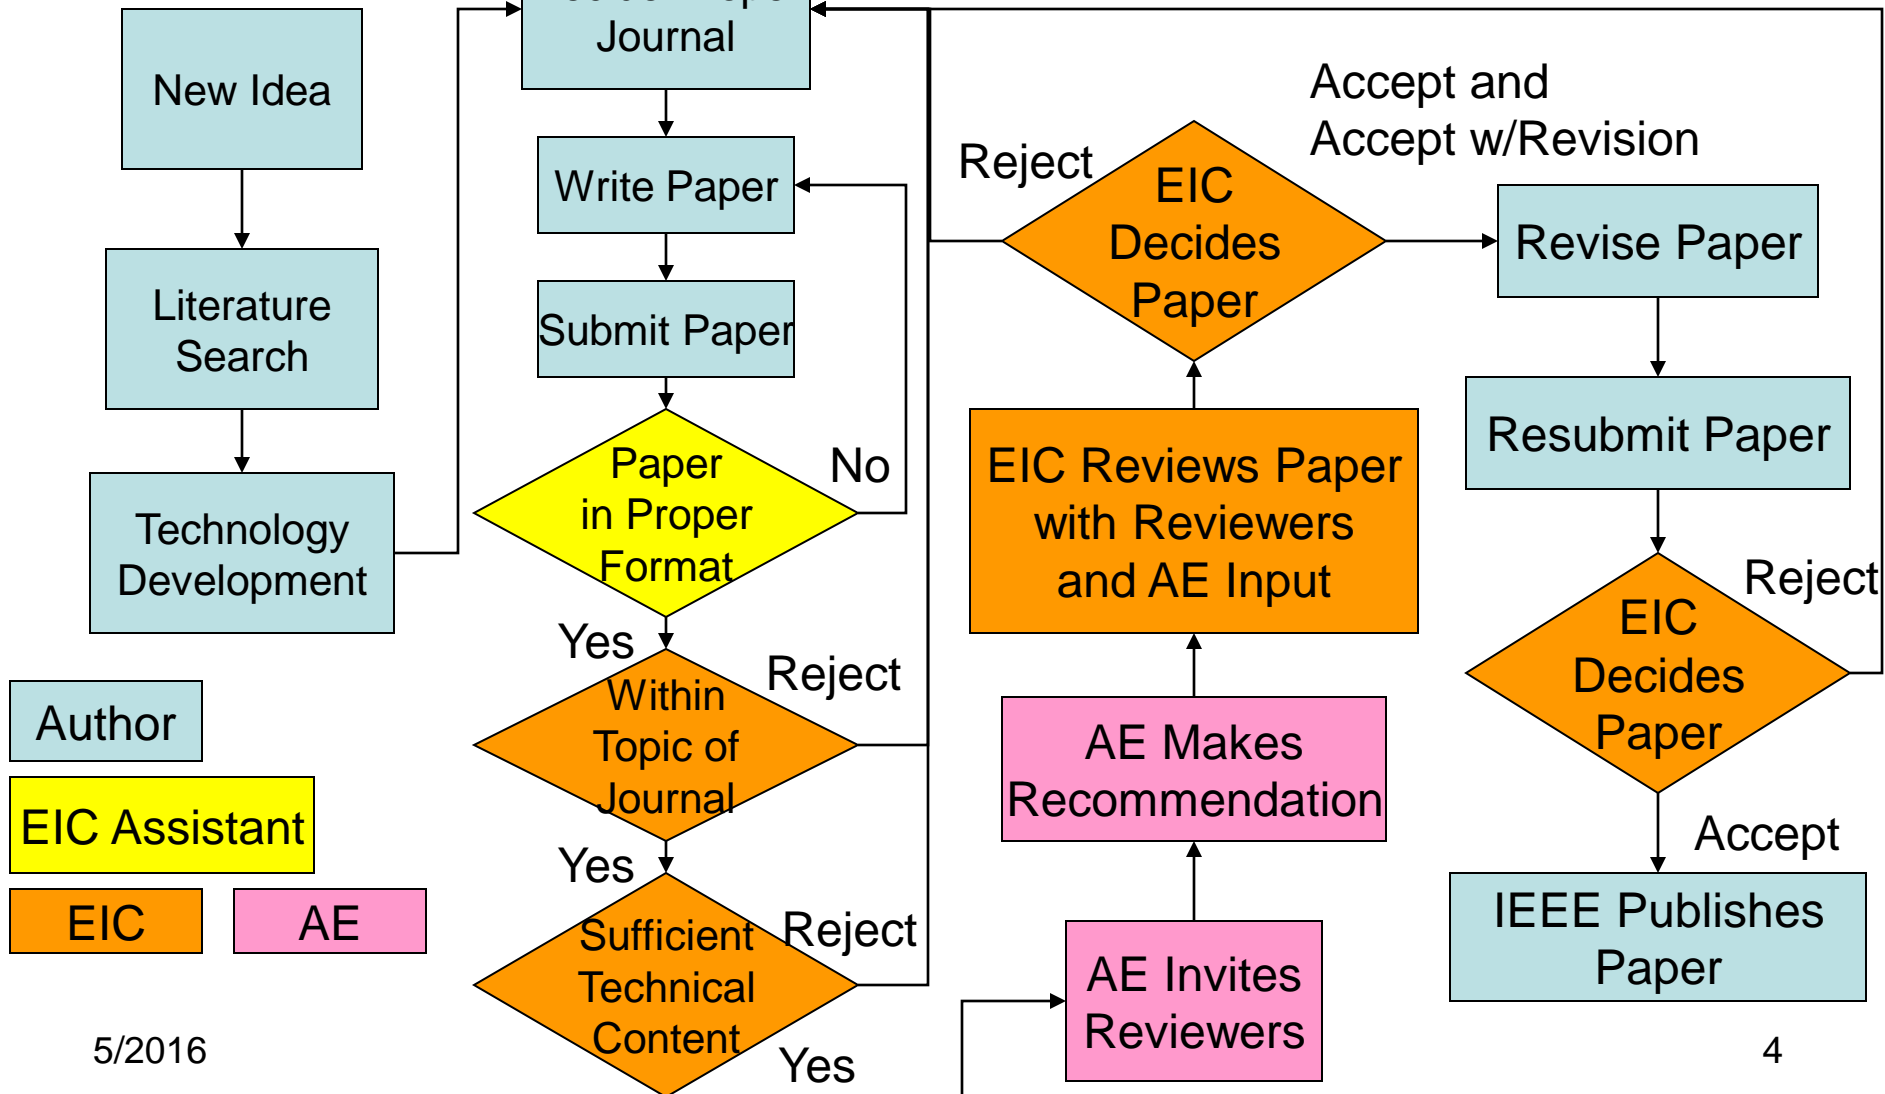 New Idea
Literature
Search
Technology
Development
Journal
Write Paper
Submit Paper
Paper
in Proper
Format
No
Yes
Within
Topic of
Journal
Reject
Yes
Sufficient
Technical
Content
Reject
Yes
Author
EIC Assistant
EIC
AE
AE Invites
Reviewers
AE Makes
Recommendation
EIC Reviews Paper
with Reviewers
and AE Input
EIC
Decides
Paper
Reject
Accept and
Accept w/Revision
Revise Paper
Resubmit Paper
EIC
Decides
Paper
Reject
Accept
IEEE Publishes
Paper
5/2016
4